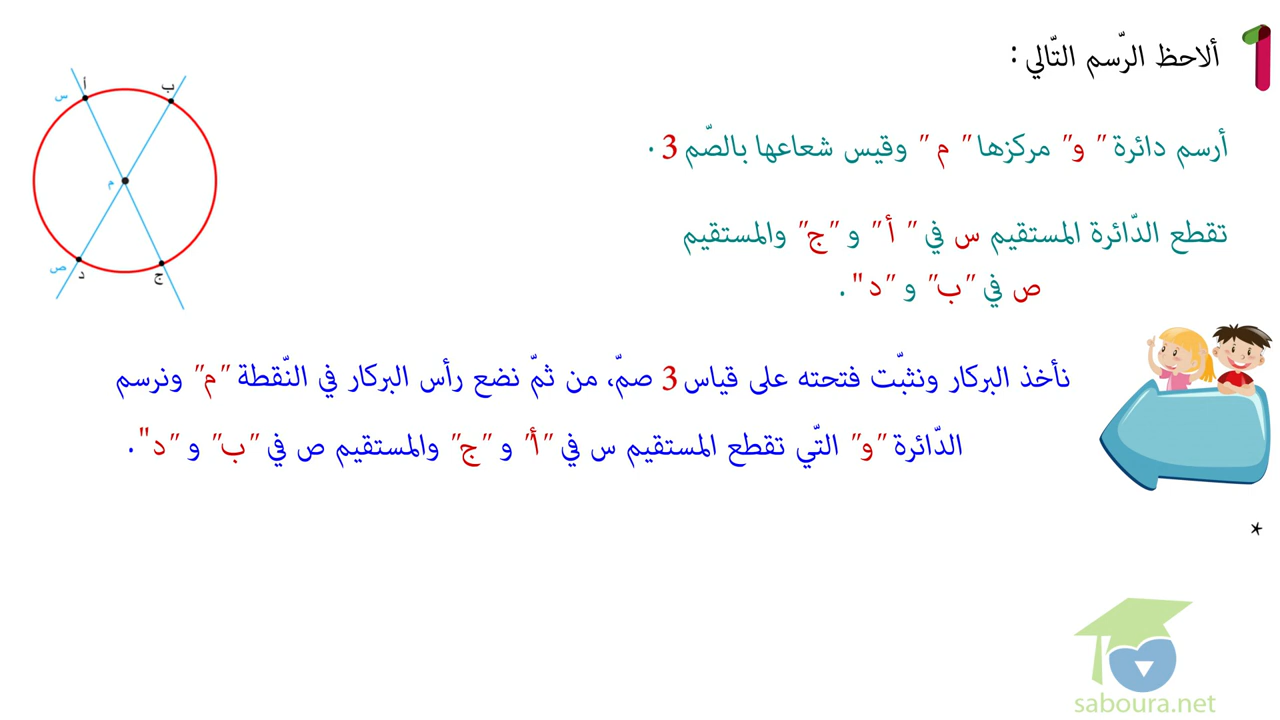 1
ألاحظ الرّسم التّالي :
أرسم دائرة " و" مركزها " م " وقيس شعاعها بالصّم 3 .
تقطع الدّائرة المستقيم س في " أ " و "ج" والمستقيم
ص في "ب" و "د" .
أ
ب
س
م
ص
د
ج
نأخذ البركار ونثبّت فتحته على قياس 3 صمّ، من ثمّ نضع رأس البركار في النّقطة "م" ونرسم
الدّائرة "و" التّي تقطع المستقيم س في "أ" و "ج" والمستقيم ص في "ب" و "د" .
*
saboura.net